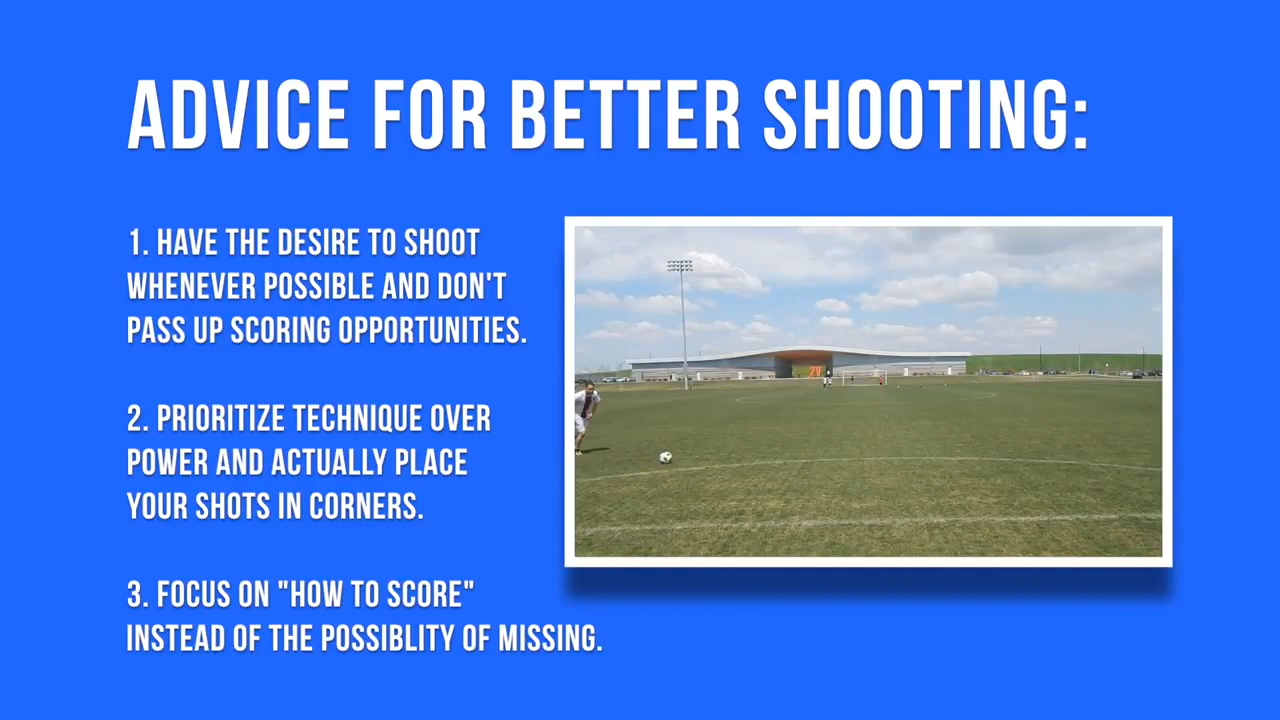 ADVICE FOR BETTER SHOOTING:
1. HAVE THE DESIRE TO SHOOT
WHENEVER POSSIBLE AND DON'T
PASS UP SCORING OPPORTUNITIES.
2. PRIORITIZE TECHNIQUE OVER
POWER AND ACTUALLY PLACE
YOUR SHOTS IN CORNERS.
3. FOCUS ON "HOW TO SCORE"
INSTEAD OF THE POSSIBLITY OF MISSING.